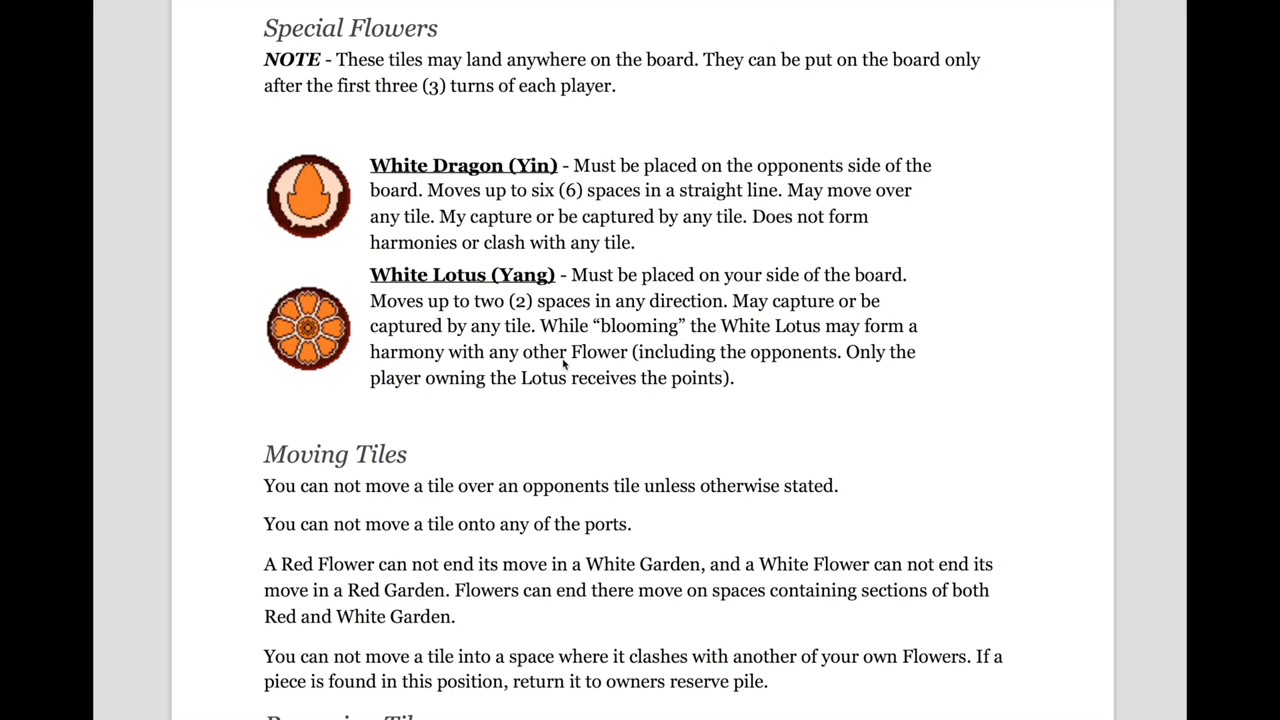 Special Flowers
NOTE - These tiles may land anywhere on the board. They can be put on the board only
after the first three (3) turns of each player.
White Dragon (Yin) - Must be placed on the opponents side of the
board. Moves up to six (6) spaces in a straight line. May move over
any tile. My capture or be captured by any tile. Does not form
harmonies or clash with any tile.
White Lotus (Yang) - Must be placed on your side of the board.
Moves up to two (2) spaces in any direction. May capture or be
captured by any tile. While “blooming” the White Lotus may form a
harmony with any other Flower (including the opponents. Only the
player owning the Lotus receives the points).
Moving Tiles
You can not move a tile over an opponents tile unless otherwise stated.
You can not move a tile onto any of the ports.
A Red Flower can not end its move in a White Garden, and a White Flower can not end its
move in a Red Garden. Flowers can end there move on spaces containing sections of both
Red and White Garden.
You can not move a tile into a space where it clashes with another of your own Flowers. If a
piece is found in this position, return it to owners reserve pile.